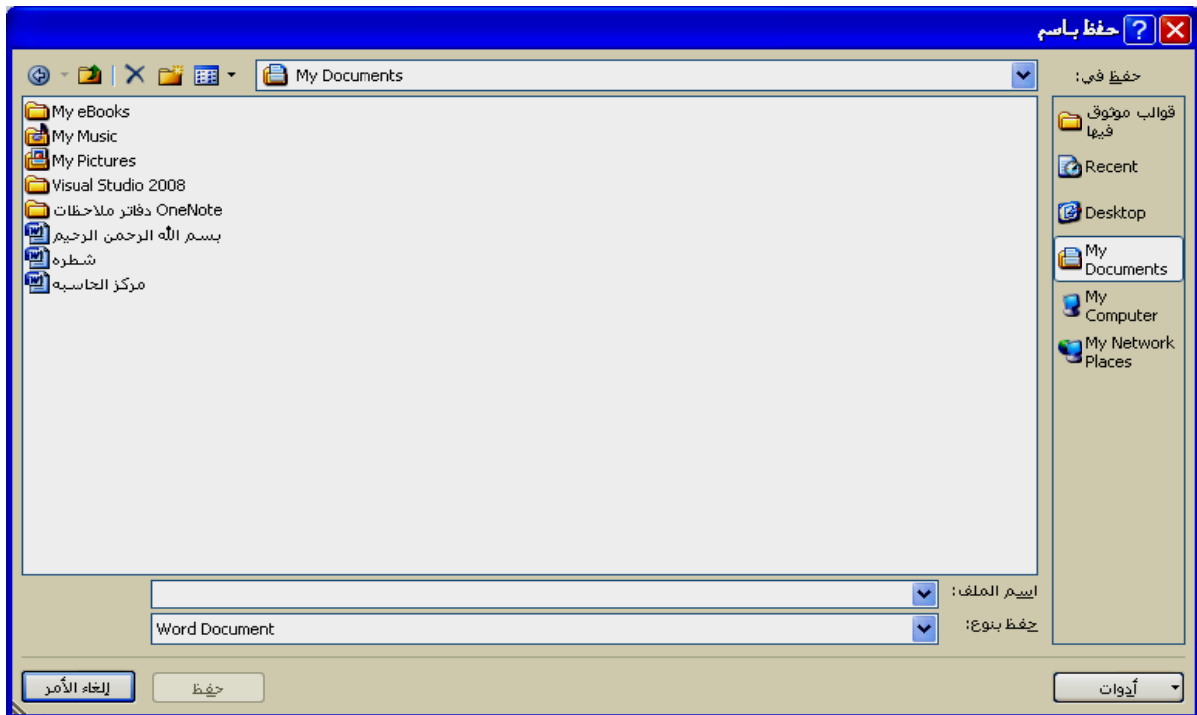 حفظ باسم
حفظ في:
My Documents
قوالب موثوق
فيها
Recent
Desktop
My
Documents
My
Computer
My Network
Places
My eBooks
My Music
My Pictures
Visual Studio 2008
دفاتر ملاحظات OneNote
بسم الله الرحمن الرحيم
شطره
مركز الحاسبه
اسم الملف:
حفظ بنوع:
Word Document
أدوات
حفظ
إلغاء الأمر